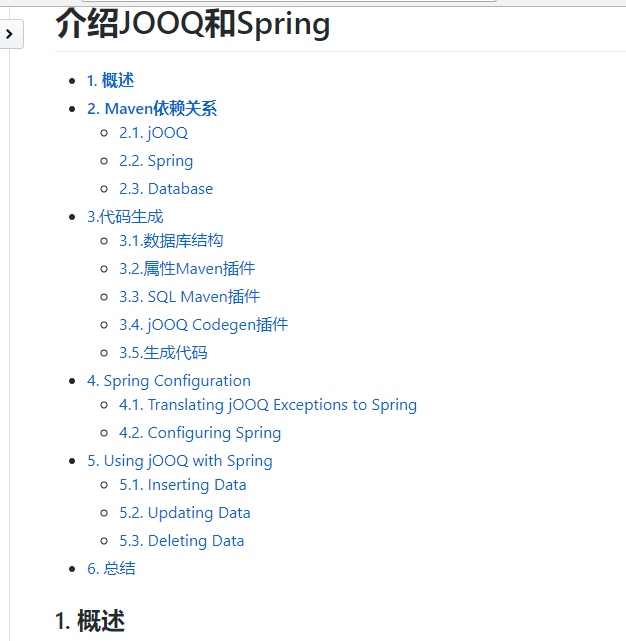 介绍JOOQ和Spring
1. 概述
2. Maven依赖关系
2.1. jOOQ
2.2. Spring
2.3. Database
3.代码生成
3.1.数据库结构
3.2.属性Maven插件
3.3. SQL Maven插件
3.4. jOOQ Codegen插件
3.5.生成代码
4. Spring Configuration
4.1. Translating jOOQ Exceptions to Spring
4.2. Configuring Spring
5. Using jOOQ with Spring
5.1. Inserting Data
5.2. Updating Data
5.3. Deleting Data
6. 总结
1. 概述